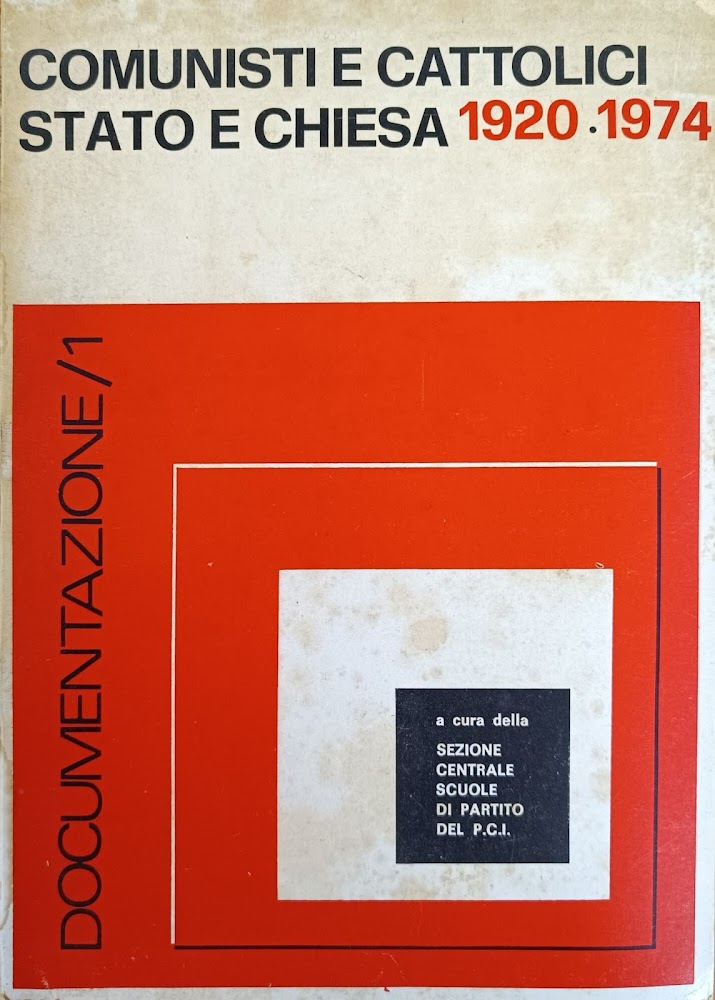 COMUNISTI E CATTOLICI
STATO E CHIESA 1920·1974
DOCUMENTAZIONE/1
a cura della
SEZIONE
CENTRALE
SCUOLE
DI PARTITO
DEL P.C.I.